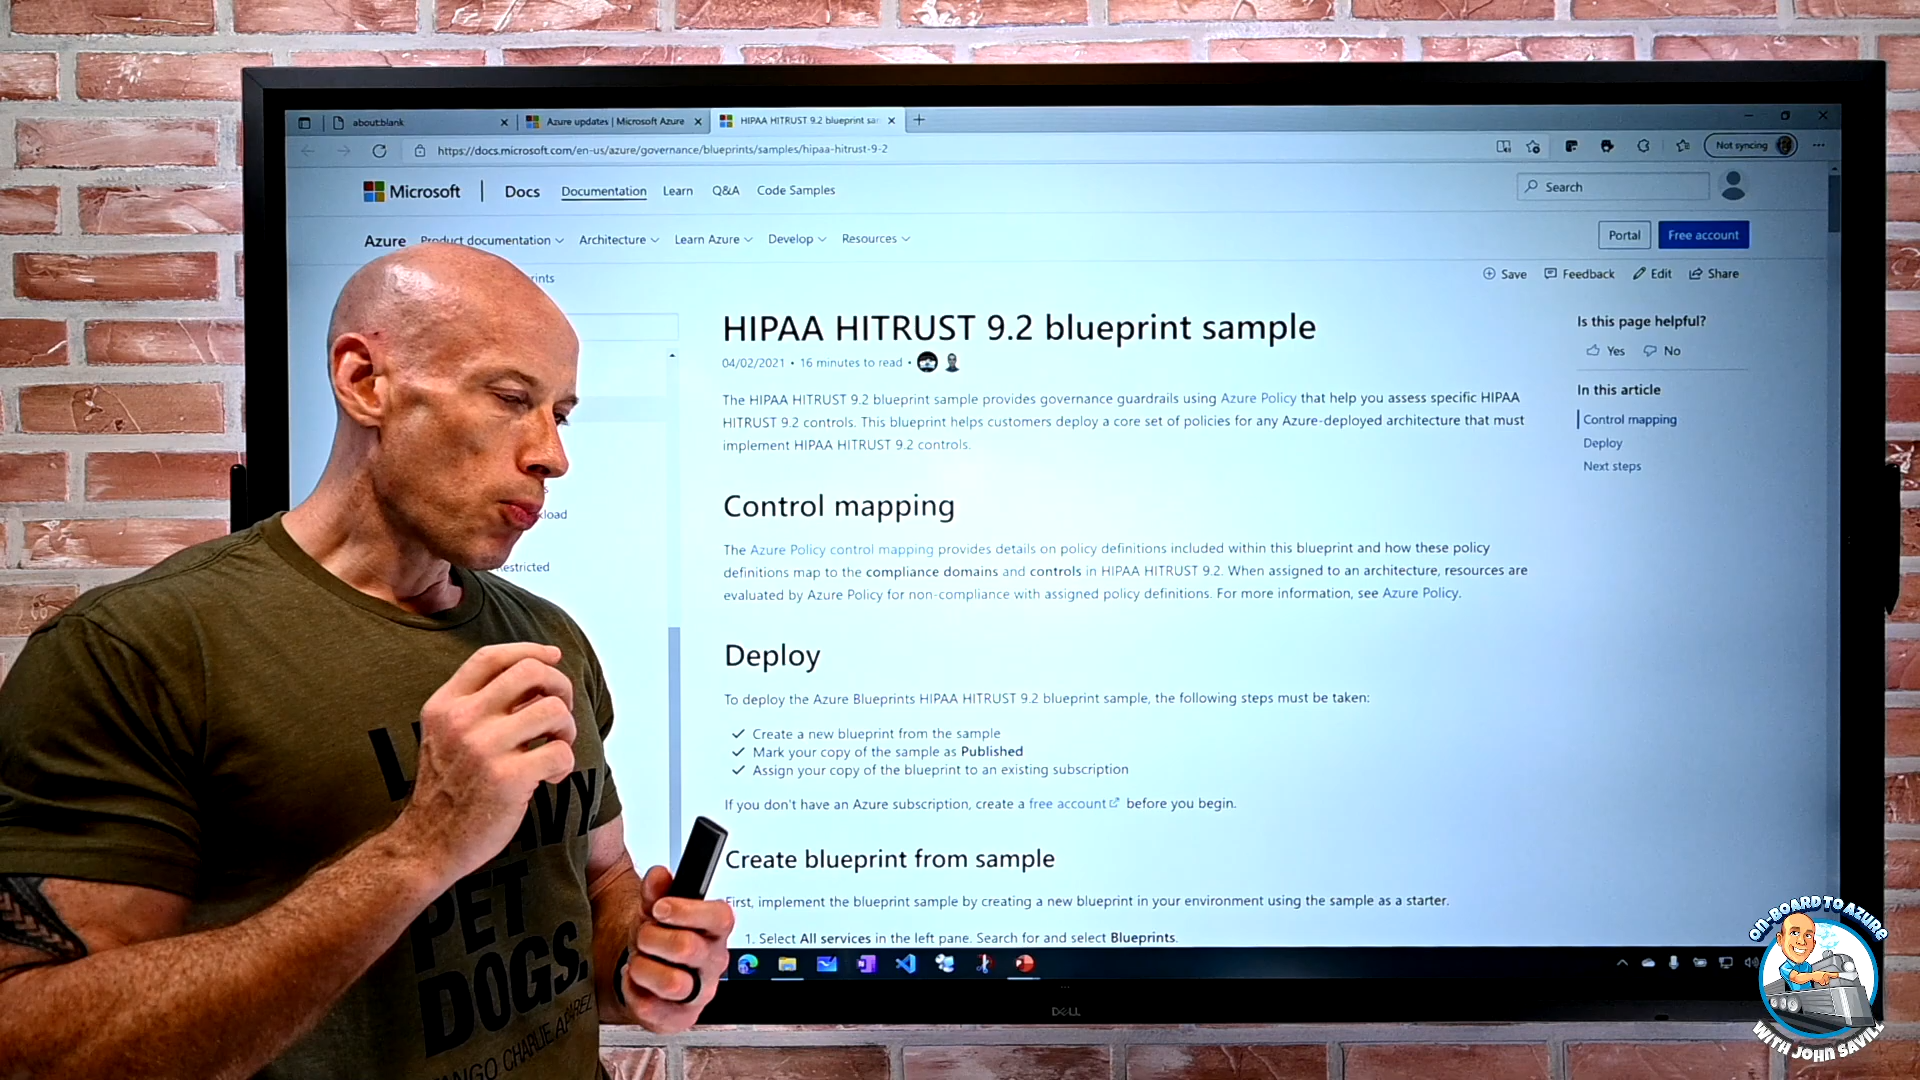 about:blank
Azure updates | Microsoft Azure
HIPAA HITRUST 9.2 blueprint sar
https://docs.microsoft.com/en-us/azure/governance/blueprints/samples/hipaa-hitrust-9-2
Not syncing
Microsoft | Docs Documentation Learn Q&A Code Samples
Search
Azure Product documentation Architecture Learn Azure Develop Resources
Portal Free account
rints
Save Feedback Edit Share
HIPAA HITRUST 9.2 blueprint sample
04/02/2021 • 16 minutes to read •
The HIPAA HITRUST 9.2 blueprint sample provides governance guardrails using Azure Policy that help you assess specific HIPAA
HITRUST 9.2 controls. This blueprint helps customers deploy a core set of policies for any Azure-deployed architecture that must
implement HIPAA HITRUST 9.2 controls.
Is this page helpful?
Yes No
In this article
Control mapping
Deploy
Next steps
kload
Restricted
Control mapping
The Azure Policy control mapping provides details on policy definitions included within this blueprint and how these policy
definitions map to the compliance domains and controls in HIPAA HITRUST 9.2. When assigned to an architecture, resources are
evaluated by Azure Policy for non-compliance with assigned policy definitions. For more information, see Azure Policy.
Deploy
To deploy the Azure Blueprints HIPAA HITRUST 9.2 blueprint sample, the following steps must be taken:
Create a new blueprint from the sample
Mark your copy of the sample as Published
Assign your copy of the blueprint to an existing subscription
If you don't have an Azure subscription, create a free account before you begin.
Create blueprint from sample
First, implement the blueprint sample by creating a new blueprint in your environment using the sample as a starter.
1. Select All services in the left pane. Search for and select Blueprints.
DELL
PET
DOGS.
CHARLIE APAREL
ON-BOARD TO AZURE
WITH JOHN SAVILL